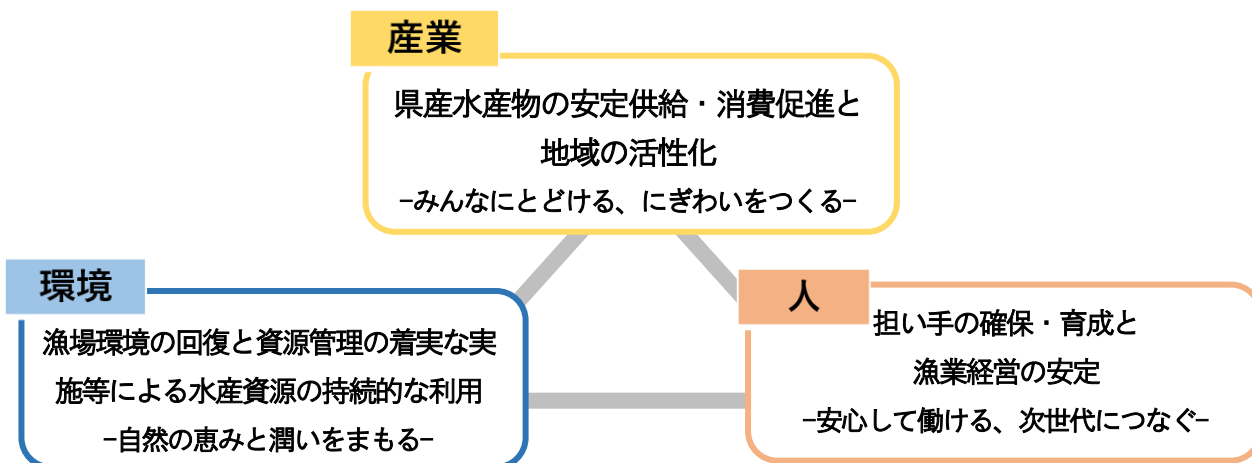 産業
県産水産物の安定供給・消費促進と
地域の活性化
-みんなにとどける、にぎわいをつくる-
環境
漁場環境の回復と資源管理の着実な実
施等による水産資源の持続的な利用
-自然の恵みと潤いをまもる-
人
担い手の確保・育成と
漁業経営の安定
-安心して働ける、次世代につなぐ-